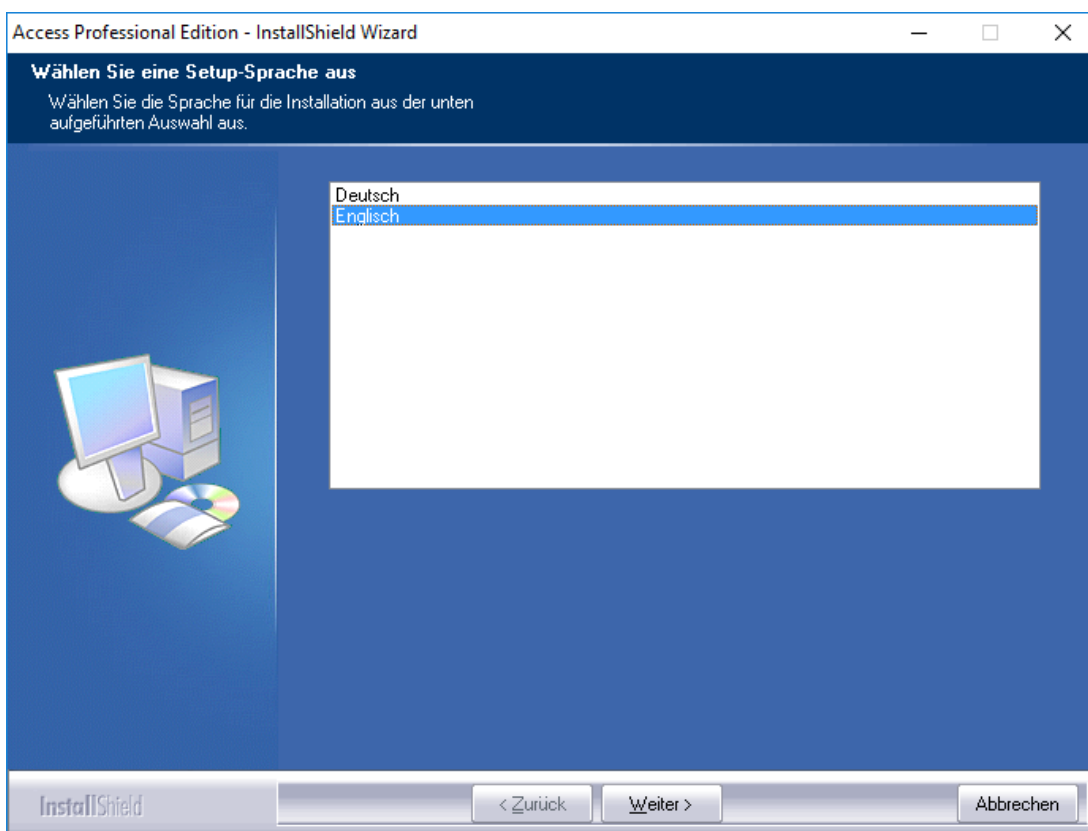 Access Professional Edition - InstallShield Wizard
Wählen Sie eine Setup-Sprache aus
Wählen Sie die Sprache für die Installation aus der unten
aufgeführten Auswahl aus.
Deutsch
Englisch
InstallShield
< Zurück
Weiter >
Abbrechen